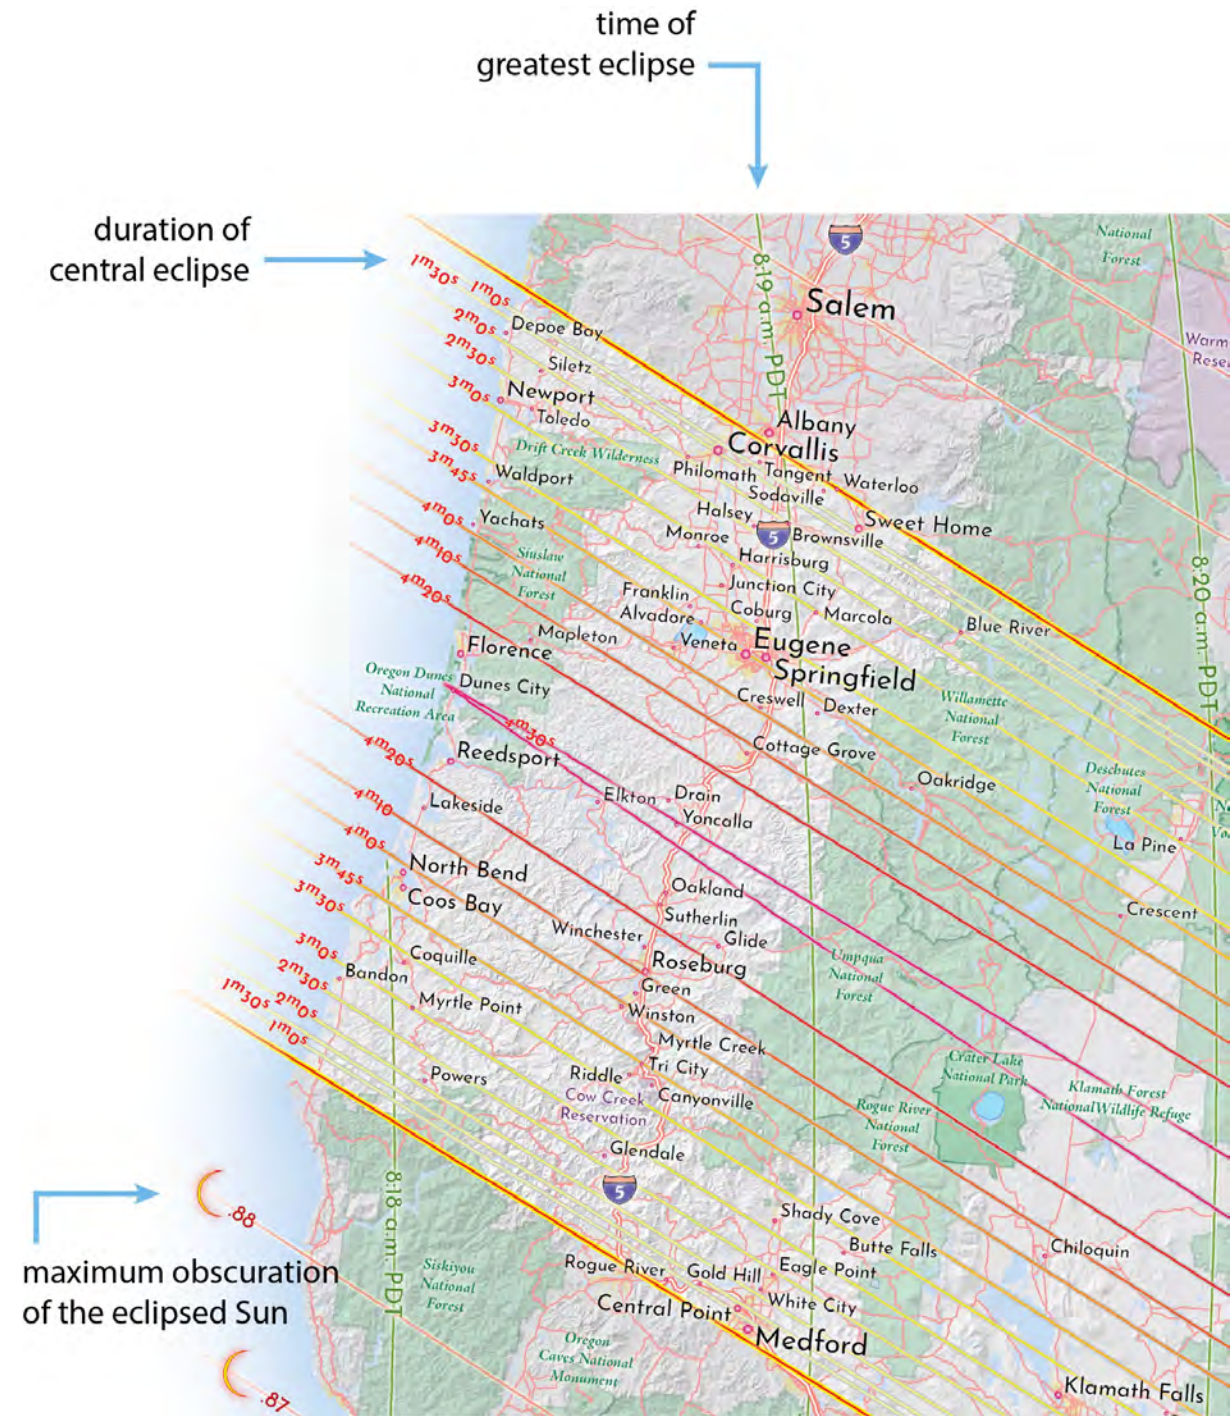 time of
greatest eclipse
duration of
central eclipse
National
Forest
5
8:19 a.m. PDT
1m30s
1m0s
Salem
2m0s
Depoe Bay
2m30s
Siletz
3m0s
Newport
Toledo
Albany
3m30s
Drift Creek Wilderness
Corvallis
3m45s
Waldport
Philomath
Tangent
Waterloo
Sodaville
4m0s
Yachats
Halsey
Sweet Home
Monroe
5
Brownsville
4m10s
Siuslaw
National
Forest
Harrisburg
8:20 a.m. PDT
4m20s
Junction City
Franklin
Alvadore
Coburg
Marcola
Blue River
Mapleton
Veneta
Eugene
Florence
Springfield
Oregon Dunes
National
Recreation Area
Dunes City
Creswell
Dexter
Willamette
National
Forest
4m30s
4m20s
Reedsport
Cottage Grove
Oakridge
Deschutes
National
Forest
4m10
Lakeside
Elkton
Drain
Yoncalla
La Pine
4m0s
North Bend
Coos Bay
Oakland
3m45s
Sutherlin
Crescent
3m30s
Winchester
Glide
3m0s
Coquille
Roseburg
Umpqua
National
Forest
2m30s
Bandon
Green
1m30s
2m0s
Myrtle Point
Winston
1m0s
Myrtle Creek
Tri City
Crater Lake
National Park
Powers
Riddle
Canyonville
Klamath Forest
National Wildlife Refuge
Cow Creek
Reservation
Rogue River
National
Forest
Glendale
8:18 a.m. PDT
5
.88
Shady Cove
Butte Falls
Chiloquin
maximum obscuration
of the eclipsed Sun
Siskiyou
National
Forest
Rogue River
Gold Hill
Eagle Point
Central Point
White City
Medford
Oregon
Caves National
Monument
.87
Klamath Falls